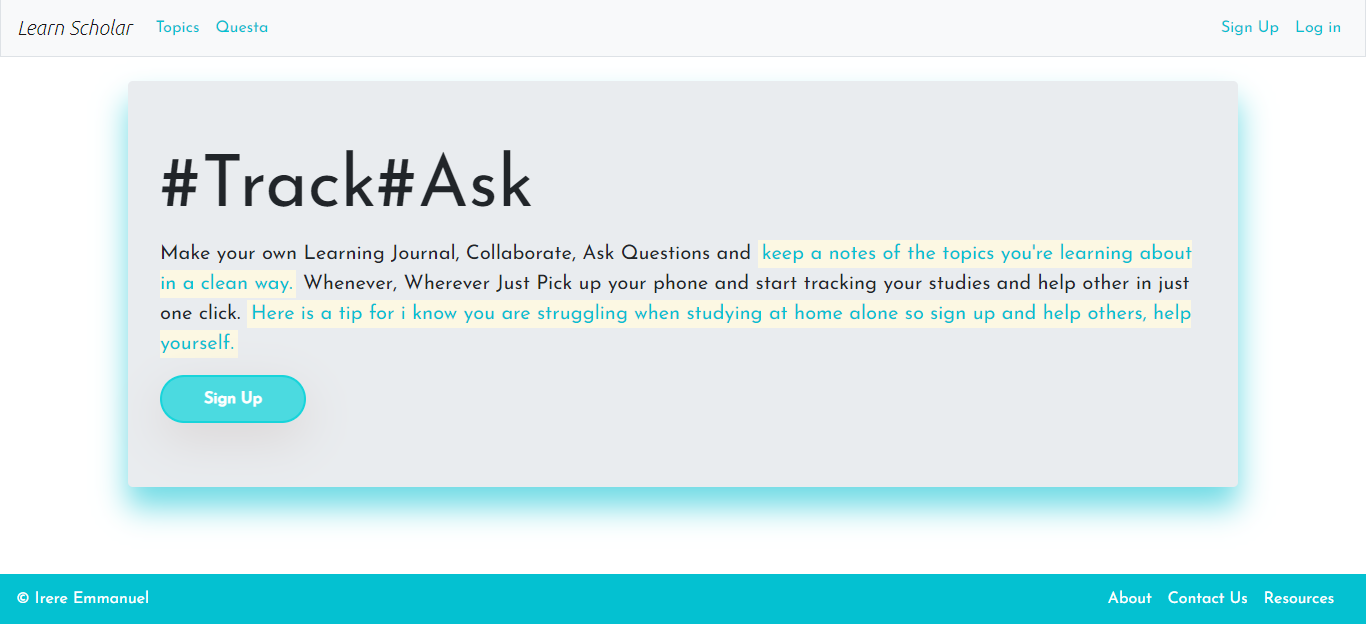 Learn Scholar Topics Questa Sign Up Log in
#Track#Ask
Make your own Learning Journal, Collaborate, Ask Questions and keep a notes of the topics you're learning about
in a clean way. Whenever, Wherever Just Pick up your phone and start tracking your studies and help other in just
one click. Here is a tip for i know you are struggling when studying at home alone so sign up and help others, help
yourself.
Sign Up
© Irere Emmanuel About Contact Us Resources